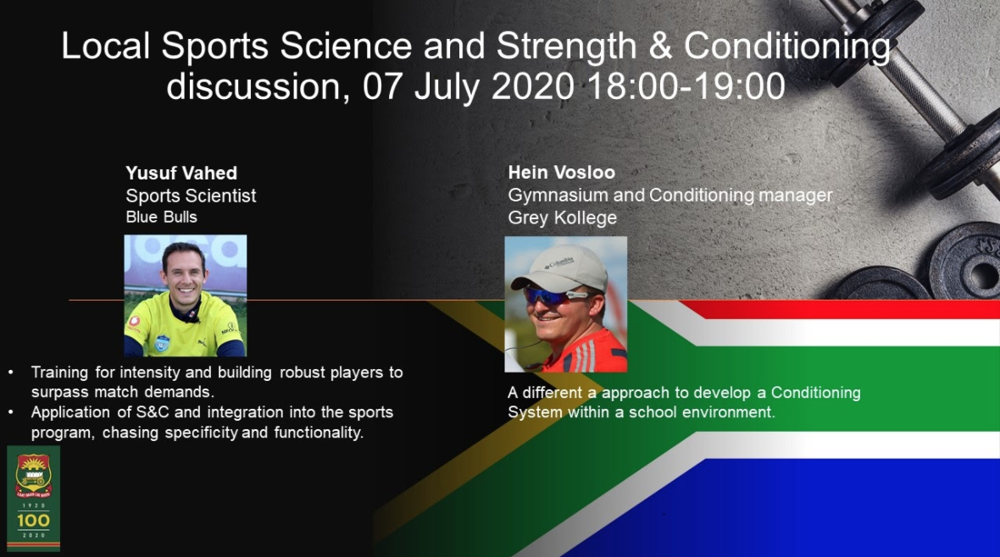 Local Sports Science and Strength & Conditioning
discussion, 07 July 2020 18:00-19:00
Yusuf Vahed
Sports Scientist
Blue Bulls
• Training for intensity and building robust players to
surpass match demands.
• Application of S&C and integration into the sports
program, chasing specificity and functionality.
Hein Vosloo
Gymnasium and Conditioning manager
Grey Kollege
Columbia
A different a approach to develop a Conditioning
System within a school environment.
1920
100
2020